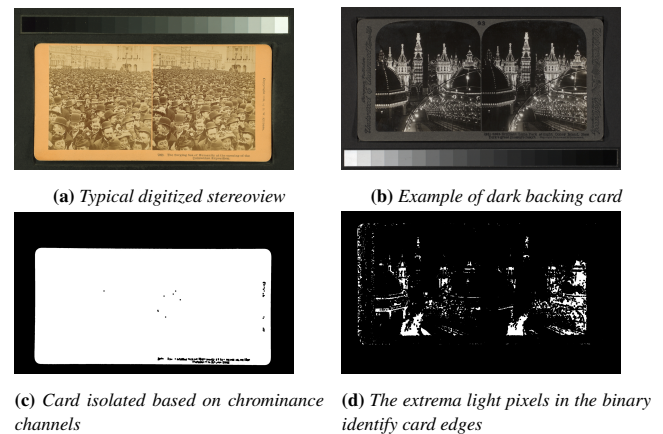 93
(a) Typical digitized stereoview
(b) Example of dark backing card
(c) Card isolated based on chrominance
channels
(d) The extrema light pixels in the binary
identify card edges